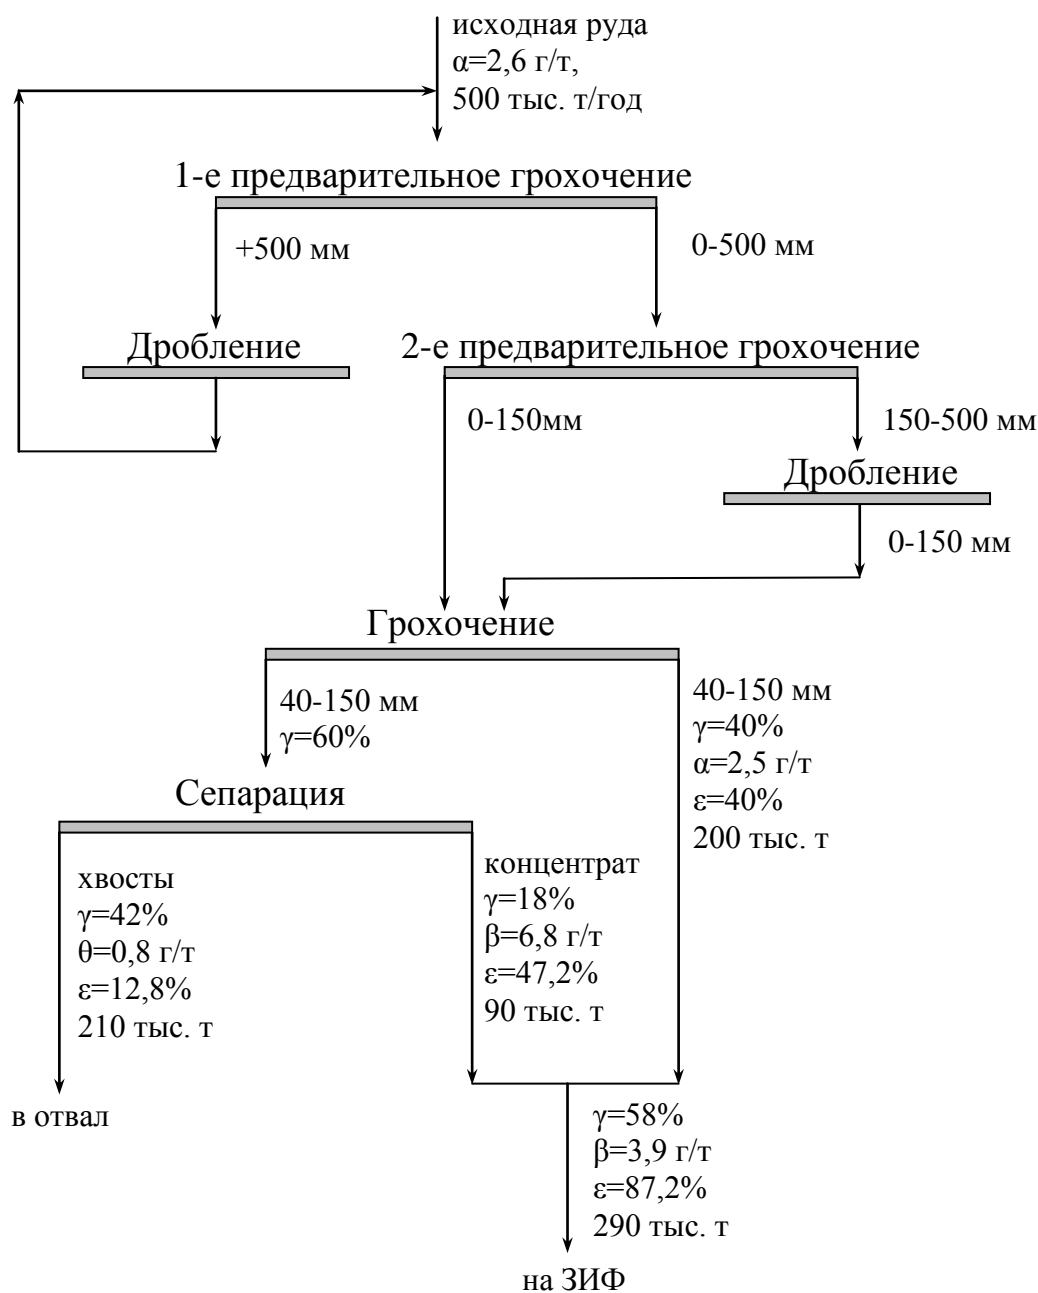 исходная руда
α=2,6 г/т,
500 тыс. т/год
1-е предварительное грохочение
+500 мм
0-500 мм
Дробление
2-е предварительное грохочение
0-150мм
150-500 мм
Дробление
0-150 мм
Грохочение
40-150 мм
γ=60%
40-150 мм
γ=40%
α=2,5 г/т
ε=40%
200 тыс. т
Сепарация
хвосты
γ=42%
θ=0,8 г/т
ε=12,8%
210 тыс. т
концентрат
γ=18%
β=6,8 г/т
ε=47,2%
90 тыс. т
в отвал
γ=58%
β=3,9 г/т
ε=87,2%
290 тыс. т
на ЗИФ